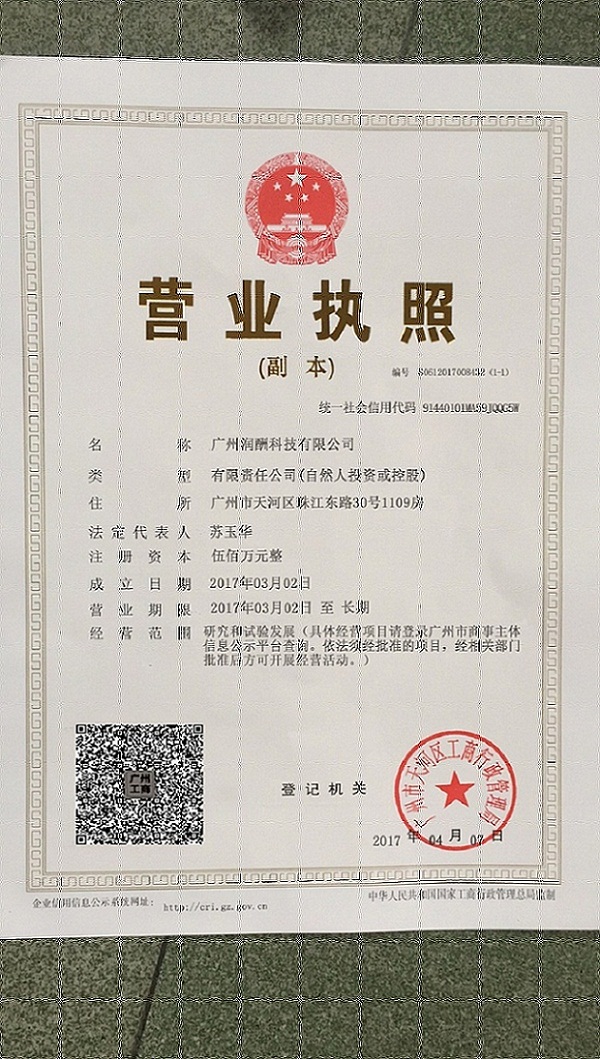 营业执照
(副 本)
编号 S0612017008432 (1-1)
统一社会信用代码 91440101MA59JQQG5W
名 称 广州润酬科技有限公司
类 型 有限责任公司(自然人投资或控股)
住 所 广州市天河区珠江东路30号1109房
法定代表人 苏玉华
注册资本 伍佰万元整
成立日期 2017年03月02日
营业期限 2017年03月02日 至 长期
经营范围 研究和试验发展（具体经营项目请登录广州市商事主体
信息公示平台查询。依法须经批准的项目，经相关部门
批准后方可开展经营活动。）
广州
工商
登记机关
广州市天河区工商行政管理局
2017 年 04 月 07 日
企业信用信息公示系统网址： http://cri.gz.gov.cn
中华人民共和国国家工商行政管理总局监制